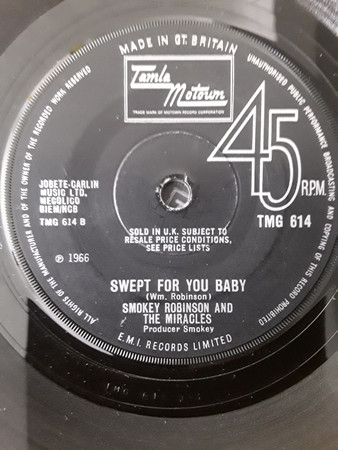 MADE IN GT. BRITAIN
UNAUTHORISED PUBLIC PERFORMANCE BROADCASTING AND COPYING OF THIS RECORD PROHIBITED
ALL RIGHTS OF THE MANUFACTURER AND OF THE OWNER OF THE RECORDED WORK RESERVED
Tamla
Motown
TRADE MARK OF MOTOWN RECORD CORPORATION
45
R.P.M.
JOBETE-CARLIN
MUSIC LTD.
MECOLICO
BIEM/NCB
TMG 614 B
TMG 614
SOLD IN U.K. SUBJECT TO
RESALE PRICE CONDITIONS,
SEE PRICE LISTS
℗ 1966
SWEPT FOR YOU BABY
(Wm. Robinson)
SMOKEY ROBINSON AND
THE MIRACLES
Producer Smokey
E.M.I. RECORDS LIMITED